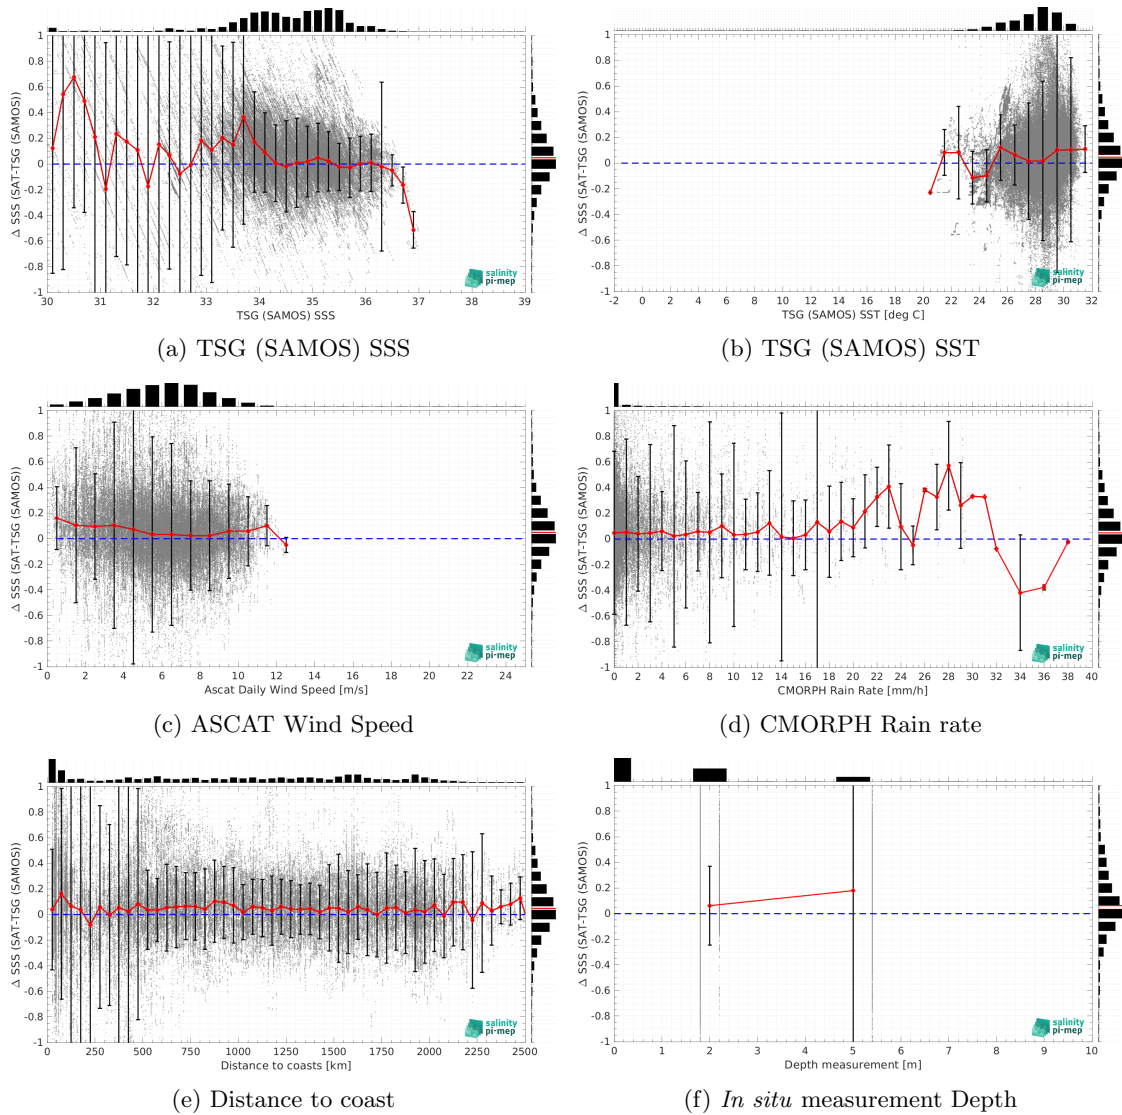 1
0.8
0.6
0.4
0.2
0
-0.2
-0.4
-0.6
-0.8
-1
Δ SSS (SAT-TSG (SAMOS))
30 31 32 33 34 35 36 37 38 39
TSG (SAMOS) SSS
salinity
pi-mep
(a) TSG (SAMOS) SSS
1
0.8
0.6
0.4
0.2
0
-0.2
-0.4
-0.6
-0.8
-1
Δ SSS (SAT-TSG (SAMOS))
-2 0 2 4 6 8 10 12 14 16 18 20 22 24 26 28 30 32
TSG (SAMOS) SST [deg C]
salinity
pi-mep
(b) TSG (SAMOS) SST
1
0.8
0.6
0.4
0.2
0
-0.2
-0.4
-0.6
-0.8
-1
Δ SSS (SAT-TSG (SAMOS))
0 2 4 6 8 10 12 14 16 18 20 22 24
Ascat Daily Wind Speed [m/s]
salinity
pi-mep
(c) ASCAT Wind Speed
1
0.8
0.6
0.4
0.2
0
-0.2
-0.4
-0.6
-0.8
-1
Δ SSS (SAT-TSG (SAMOS))
0 2 4 6 8 10 12 14 16 18 20 22 24 26 28 30 32 34 36 38 40
CMORPH Rain Rate [mm/h]
salinity
pi-mep
(d) CMORPH Rain rate
1
0.8
0.6
0.4
0.2
0
-0.2
-0.4
-0.6
-0.8
-1
Δ SSS (SAT-TSG (SAMOS))
0 250 500 750 1000 1250 1500 1750 2000 2250 2500
Distance to coasts [km]
salinity
pi-mep
(e) Distance to coast
1
0.8
0.6
0.4
0.2
0
-0.2
-0.4
-0.6
-0.8
-1
Δ SSS (SAT-TSG (SAMOS))
0 1 2 3 4 5 6 7 8 9 10
Depth measurement [m]
salinity
pi-mep
(f) In situ measurement Depth